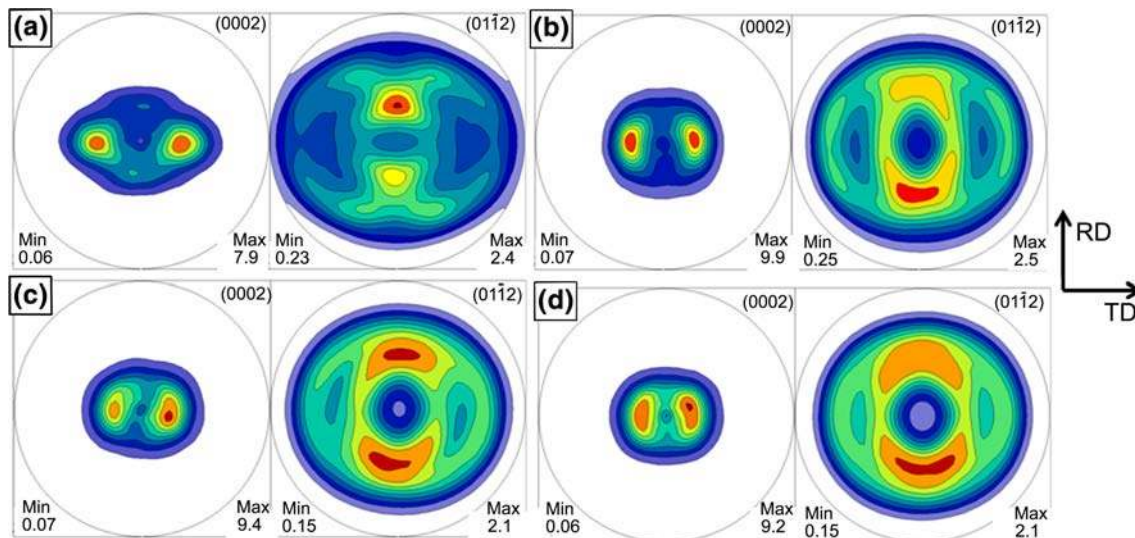 (a) (0002) (011̄2) (b) (0002) (011̄2)
Min Max Min Max Min Max Min Max
0.06 7.9 0.23 2.4 0.07 9.9 0.25 2.5
RD
TD
(c) (0002) (011̄2) (d) (0002) (011̄2)
Min Max Min Max Min Max Min Max
0.07 9.4 0.15 2.1 0.06 9.2 0.15 2.1